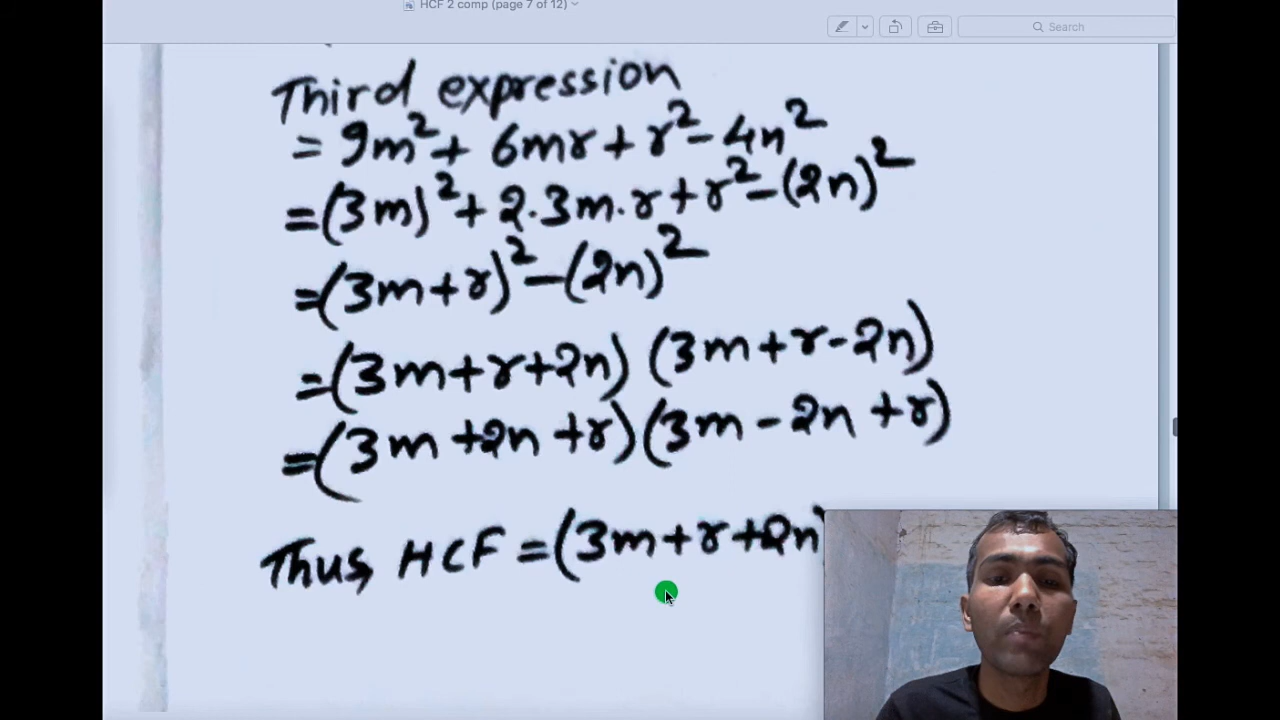 HCF 2 comp (page 7 of 12)
Search
Third expression
= 9m² + 6mr + r² - 4n²
=(3m)² + 2·3m·r + r² - (2n)²
=(3m+r)² - (2n)²
=(3m+r+2n) (3m+r-2n)
=(3m+2n+r)(3m-2n+r)
Thus, HCF = (3m+r+2n)